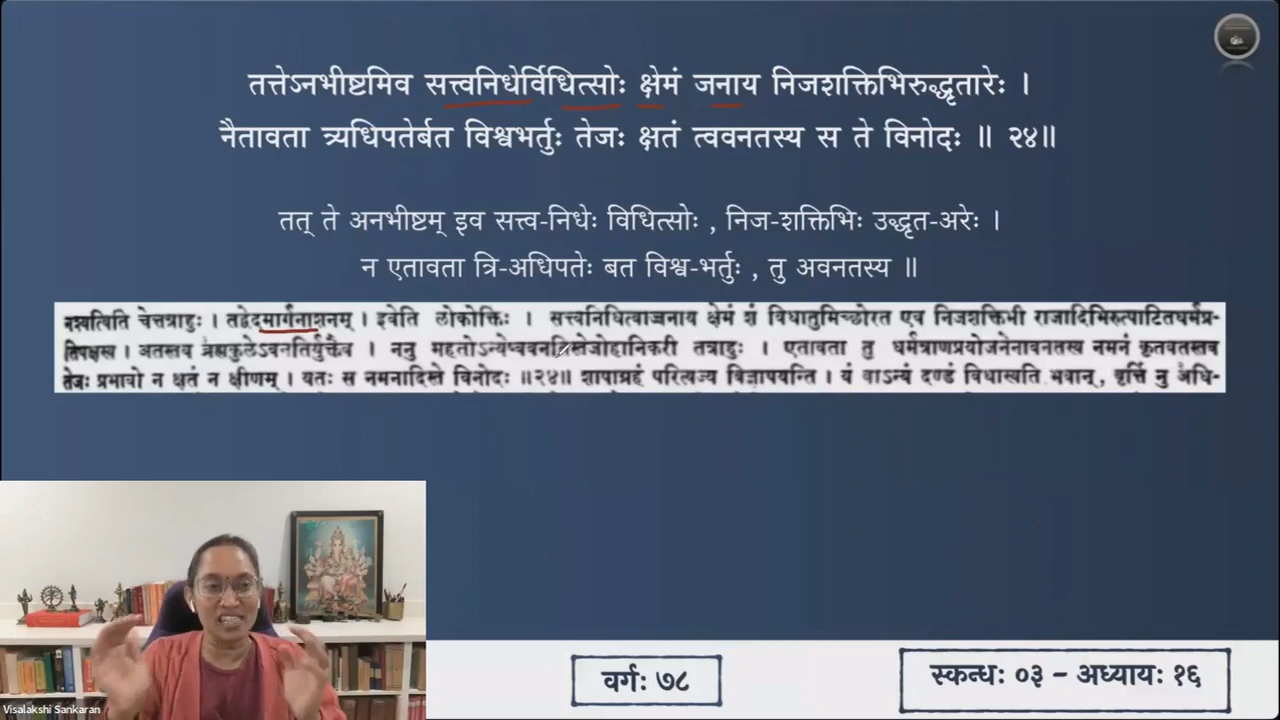 तत्तेऽनभीष्टमिव सत्त्वनिधेर्विधित्सोः क्षेमं जनाय निजशक्तिभिरुद्धृतारेः ।
नैतावता त्र्यधिपतेर्बत विश्वभर्तुः तेजः क्षतं त्ववनतस्य स ते विनोदः ॥ २४॥
तत् ते अनभीष्टम् इव सत्त्व-निधेः विधित्सोः , निज-शक्तिभिः उद्धृत-अरेः ।
न एतावता त्रि-अधिपतेः बत विश्व-भर्तुः , तु अवनतस्य ॥
नश्यत्विति चेत्तत्राहुः । तद्वेदमार्गनाशनम् । इवेति लोकोक्तिः । सत्त्वनिधित्वाज्जनाय क्षेमं शं विधातुमिच्छोरत एव निजशक्तिभी राजादिभिरुत्पाटितधर्मप्र-
तिपक्षस्य । अतस्तव ब्रह्मकुलेऽवनतिर्युक्तैव । ननु महतोऽन्येष्ववनतिस्तेजोहानिकरी तत्राहुः । एतावता तु धर्मत्राणप्रयोजनेनावनतस्य नमनं कृतवतस्तव
तेजः प्रभावो न क्षतं न क्षीणम् । यतः स नमनादिस्ते विनोदः ॥२४॥ शापाग्रहं परित्यज्य विज्ञापयन्ति । यं वाऽन्यं दण्डं विधास्यति भवान्, वृत्तिं नु अधि-
Visalakshi Sankaran
वर्गः ७८
स्कन्धः ०३ – अध्यायः १६